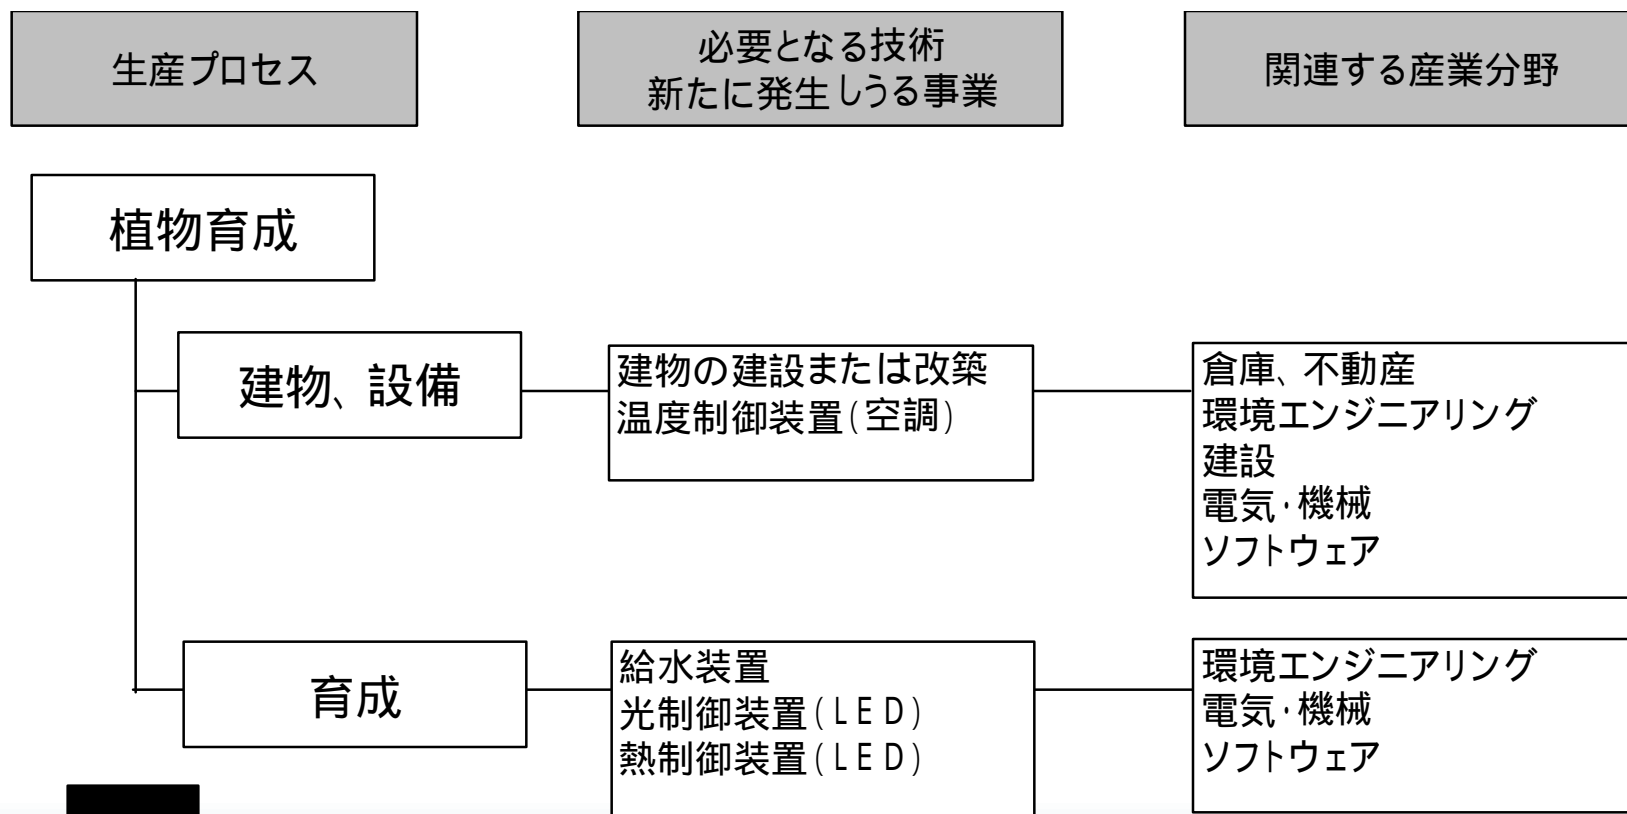 生産プロセス
必要となる技術
新たに発生しうる事業
関連する産業分野
植物育成
建物、設備
建物の建設または改築
温度制御装置(空調)
倉庫、不動産
環境エンジニアリング
建設
電気・機械
ソフトウェア
育成
給水装置
光制御装置(LED)
熱制御装置(LED)
環境エンジニアリング
電気・機械
ソフトウェア